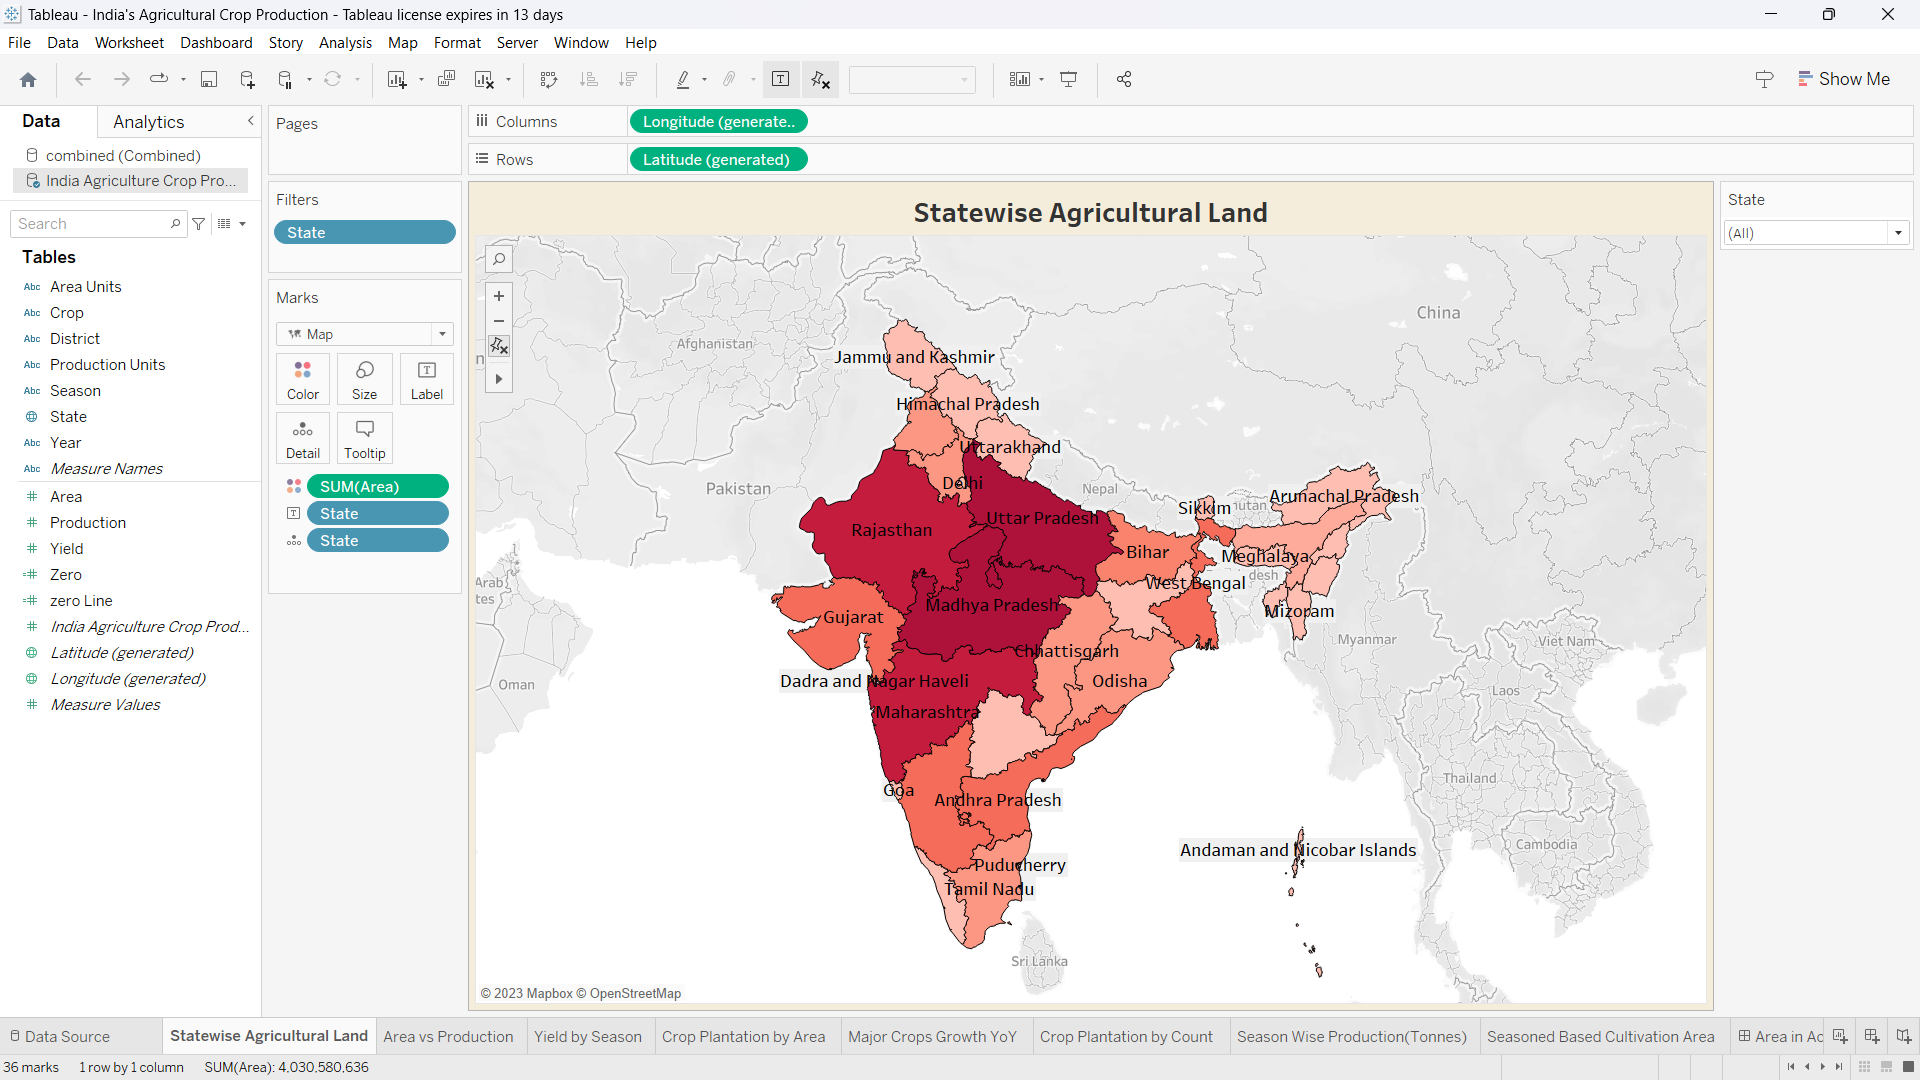 Tableau - India's Agricultural Crop Production - Tableau license expires in 13 days
File Data Worksheet Dashboard Story Analysis Map Format Server Window Help
Show Me
Data Analytics
combined (Combined)
India Agriculture Crop Pro...
Search
Tables
Abc Area Units
Abc Crop
Abc District
Abc Production Units
Abc Season
State
Abc Year
Abc Measure Names
Area
Production
Yield
Zero
zero Line
India Agriculture Crop Prod...
Latitude (generated)
Longitude (generated)
Measure Values
Pages
Filters
State
Marks
Map
Color Size Label
Detail Tooltip
SUM(Area)
State
State
Columns Longitude (generate..
Rows Latitude (generated)
Statewise Agricultural Land
China
Afghanistan
Jammu and Kashmir
Himachal Pradesh
Uttarakhand
Pakistan
Delhi
Nepal
Arunachal Pradesh
Sikkim
Uttar Pradesh
Rajasthan
Bihar
Meghalaya
West Bengal
desh
Madhya Pradesh
Mizoram
Gujarat
Myanmar
Viet Nam
Chhattisgarh
Odisha
Dadra and Nagar Haveli
Oman
Laos
Maharashtra
Thailand
Goa
Andhra Pradesh
Cambodia
Andaman and Nicobar Islands
Puducherry
Tamil Nadu
Sri Lanka
© 2023 Mapbox © OpenStreetMap
State
(All)
Data Source Statewise Agricultural Land Area vs Production Yield by Season Crop Plantation by Area Major Crops Growth YoY Crop Plantation by Count Season Wise Production(Tonnes) Seasoned Based Cultivation Area Area in Ac
36 marks 1 row by 1 column SUM(Area): 4,030,580,636